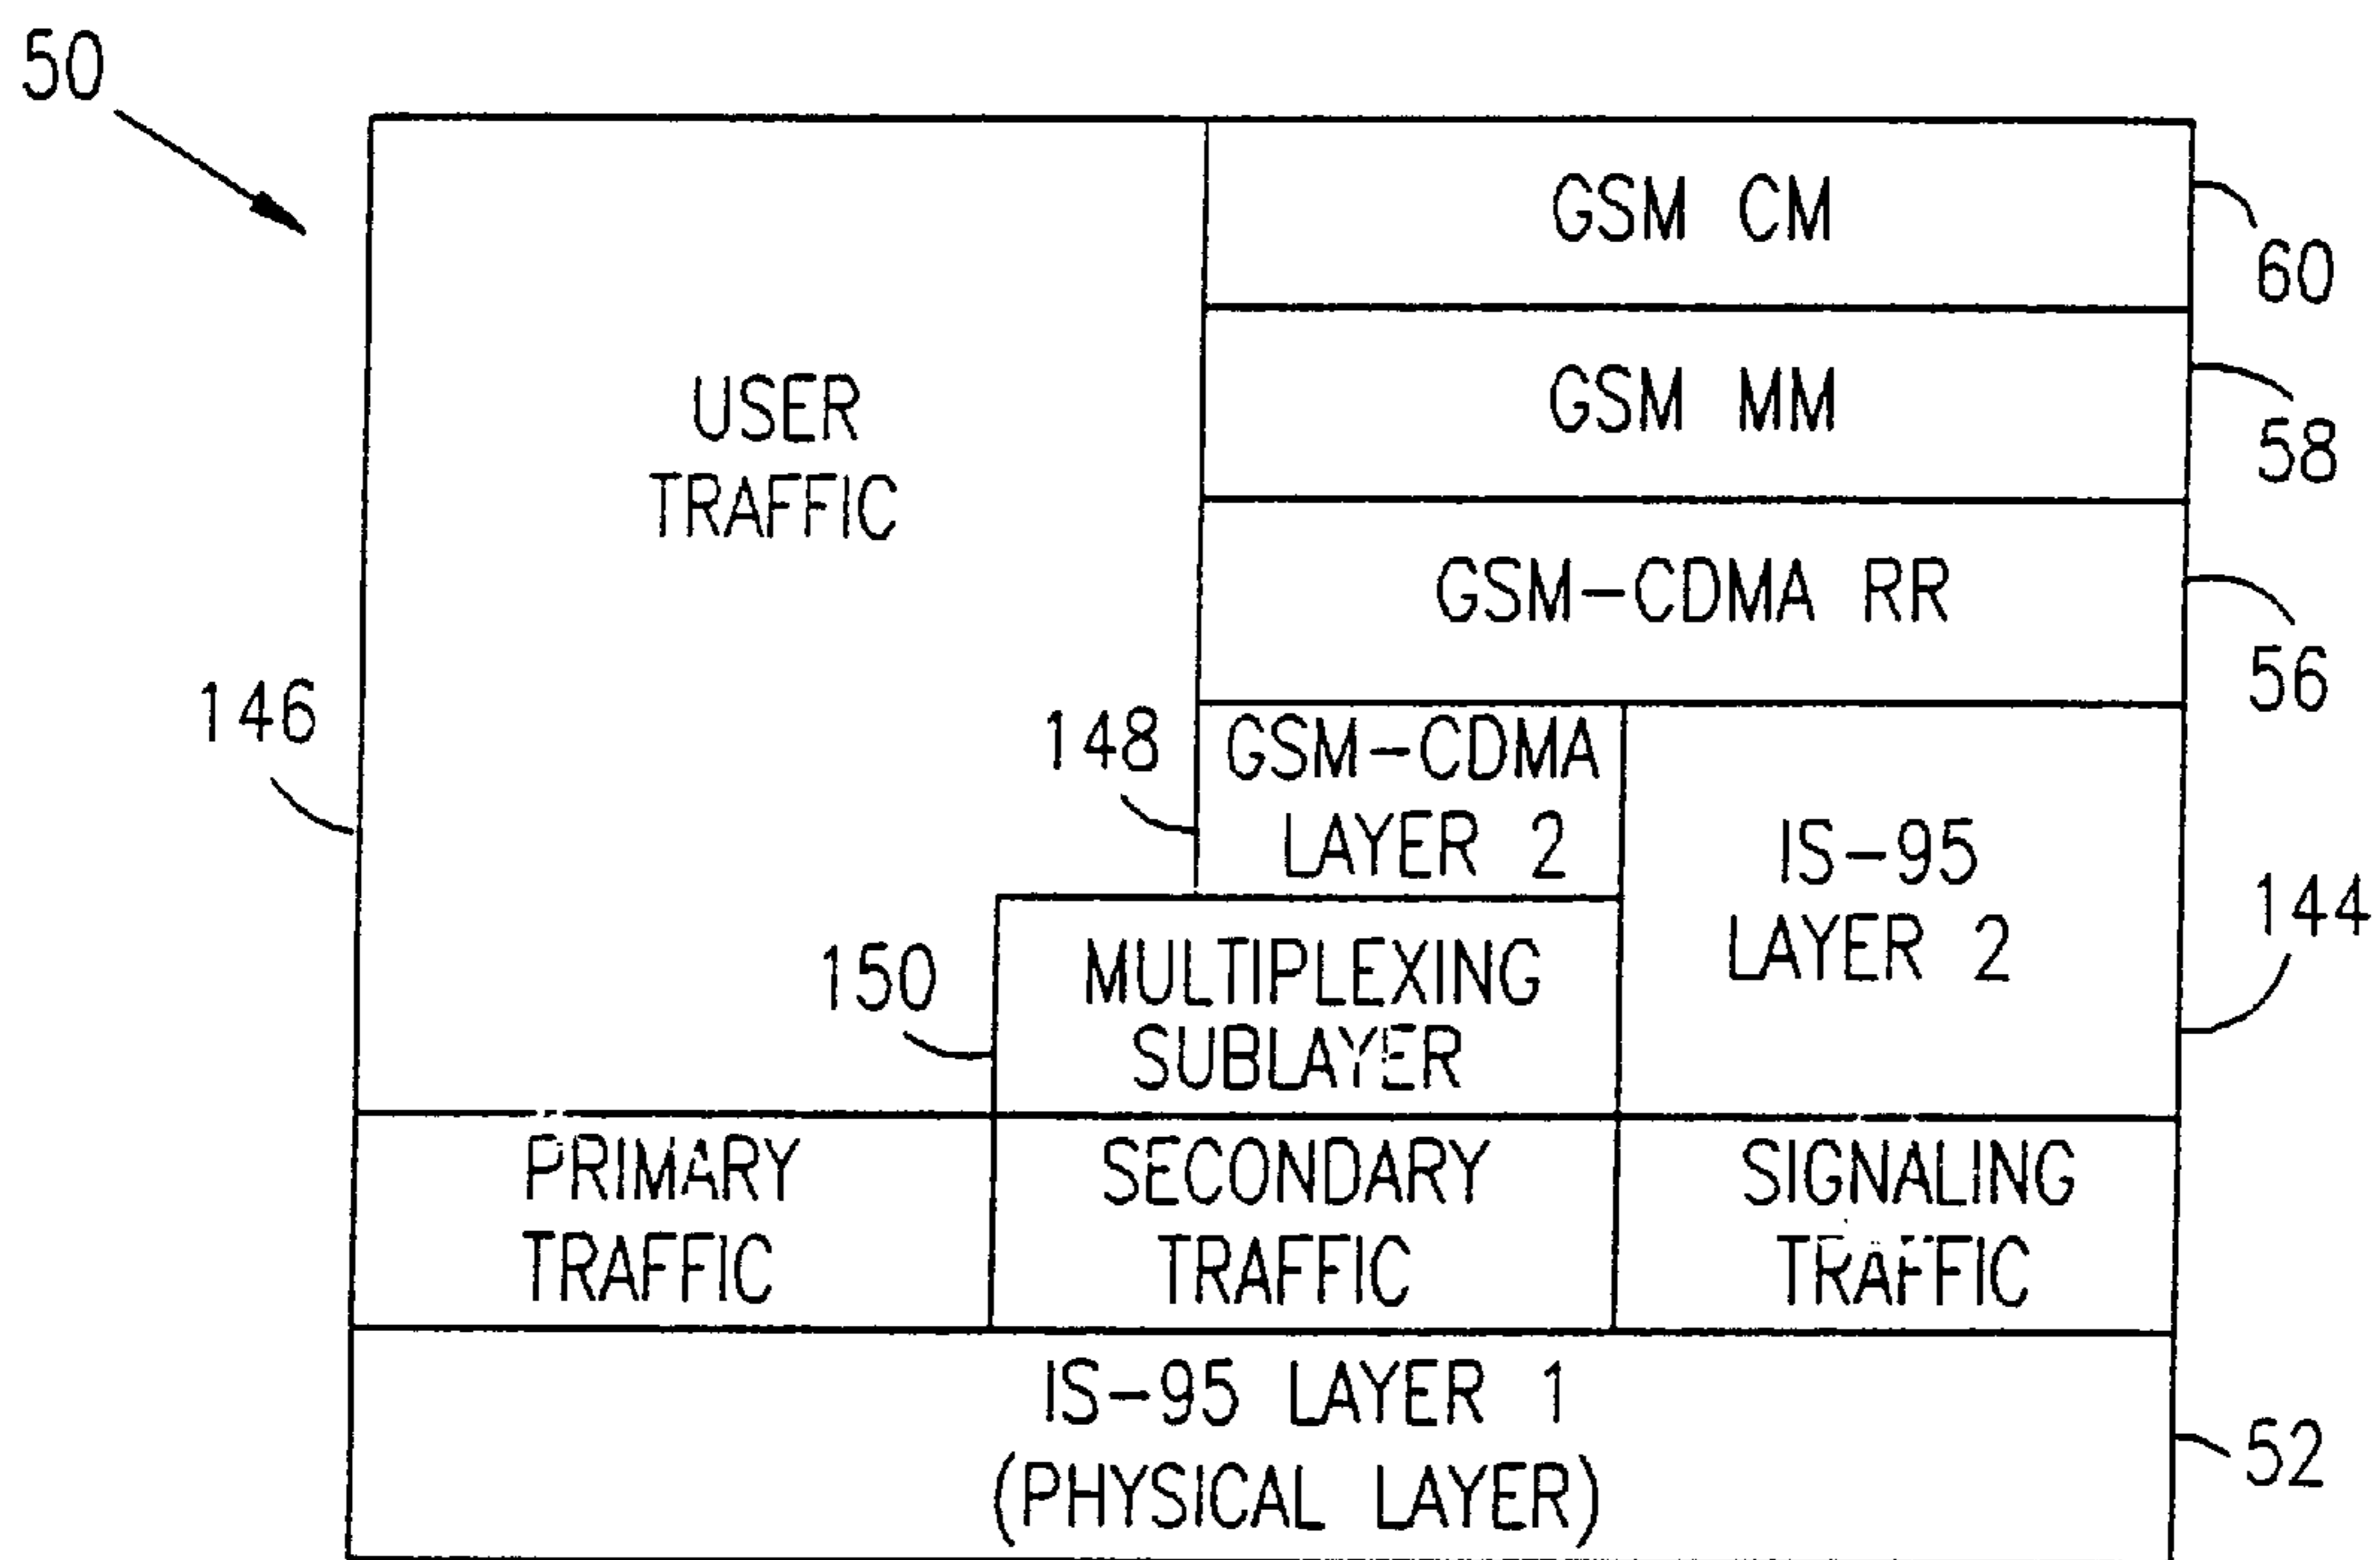 50
GSM CM
60
GSM MM
58
USER
TRAFFIC
GSM-CDMA RR
56
146
148
GSM-CDMA
LAYER 2
IS-95
LAYER 2
144
150
MULTIPLEXING
SUBLAYER
PRIMARY
TRAFFIC
SECONDARY
TRAFFIC
SIGNALING
TRAFFIC
IS-95 LAYER 1
(PHYSICAL LAYER)
52